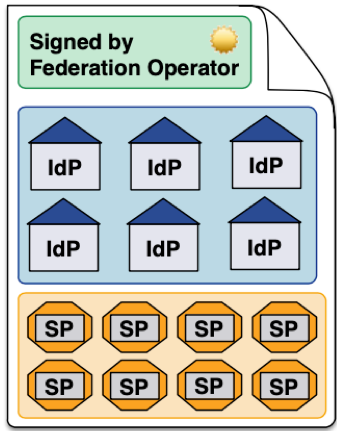 Signed by
Federation Operator
IdP IdP IdP
IdP IdP IdP
SP SP SP SP
SP SP SP SP